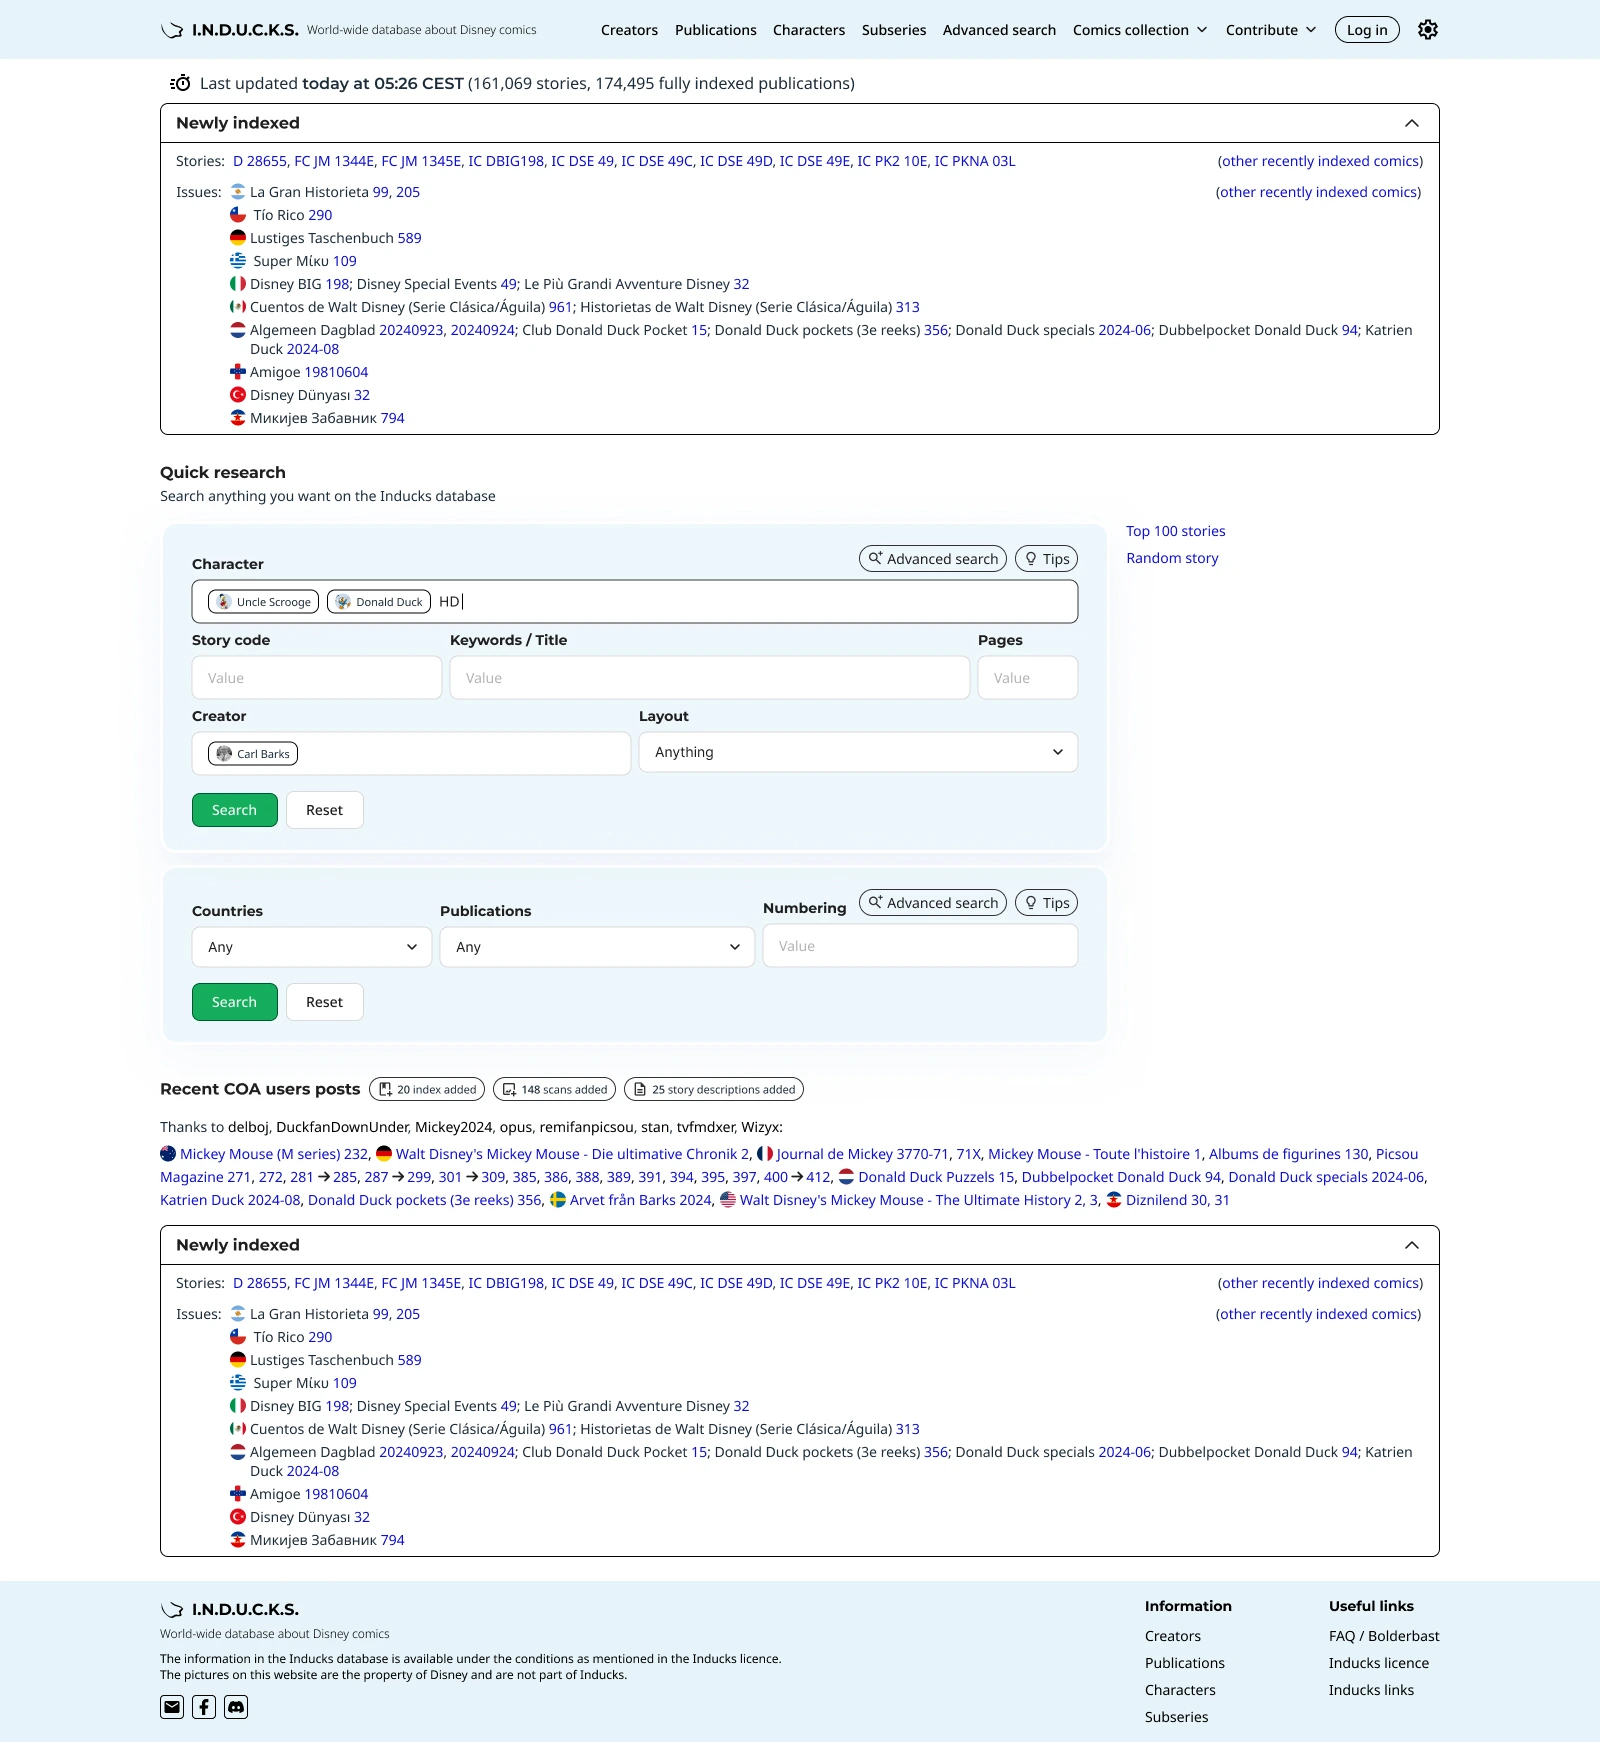 I.N.D.U.C.K.S. World-wide database about Disney comics Creators Publications Characters Subseries Advanced search Comics collection Contribute Log in
Last updated today at 05:26 CEST (161,069 stories, 174,495 fully indexed publications)
Newly indexed
Stories: D 28655, FC JM 1344E, FC JM 1345E, IC DBIG198, IC DSE 49, IC DSE 49C, IC DSE 49D, IC DSE 49E, IC PK2 10E, IC PKNA 03L (other recently indexed comics)
Issues: La Gran Historieta 99, 205 (other recently indexed comics)
Tío Rico 290
Lustiges Taschenbuch 589
Super Μίκυ 109
Disney BIG 198; Disney Special Events 49; Le Più Grandi Avventure Disney 32
Cuentos de Walt Disney (Serie Clásica/Águila) 961; Historietas de Walt Disney (Serie Clásica/Águila) 313
Algemeen Dagblad 20240923, 20240924; Club Donald Duck Pocket 15; Donald Duck pockets (3e reeks) 356; Donald Duck specials 2024-06; Dubbelpocket Donald Duck 94; Katrien
Duck 2024-08
Amigoe 19810604
Disney Dünyası 32
Микијев Забавник 794
Quick research
Search anything you want on the Inducks database
Top 100 stories
Random story
Character Advanced search Tips
Uncle Scrooge Donald Duck HD
Story code Keywords / Title Pages
Value Value Value
Creator Layout
Carl Barks Anything
Search Reset
Countries Publications Numbering Advanced search Tips
Any Any Value
Search Reset
Recent COA users posts 20 index added 148 scans added 25 story descriptions added
Thanks to delboj, DuckfanDownUnder, Mickey2024, opus, remifanpicsou, stan, tvfmdxer, Wizyx:
Mickey Mouse (M series) 232, Walt Disney's Mickey Mouse - Die ultimative Chronik 2, Journal de Mickey 3770-71, 71X, Mickey Mouse - Toute l'histoire 1, Albums de figurines 130, Picsou
Magazine 271, 272, 281 → 285, 287 → 299, 301 → 309, 385, 386, 388, 389, 391, 394, 395, 397, 400 → 412, Donald Duck Puzzels 15, Dubbelpocket Donald Duck 94, Donald Duck specials 2024-06,
Katrien Duck 2024-08, Donald Duck pockets (3e reeks) 356, Arvet från Barks 2024, Walt Disney's Mickey Mouse - The Ultimate History 2, 3, Diznilend 30, 31
Newly indexed
Stories: D 28655, FC JM 1344E, FC JM 1345E, IC DBIG198, IC DSE 49, IC DSE 49C, IC DSE 49D, IC DSE 49E, IC PK2 10E, IC PKNA 03L (other recently indexed comics)
Issues: La Gran Historieta 99, 205 (other recently indexed comics)
Tío Rico 290
Lustiges Taschenbuch 589
Super Μίκυ 109
Disney BIG 198; Disney Special Events 49; Le Più Grandi Avventure Disney 32
Cuentos de Walt Disney (Serie Clásica/Águila) 961; Historietas de Walt Disney (Serie Clásica/Águila) 313
Algemeen Dagblad 20240923, 20240924; Club Donald Duck Pocket 15; Donald Duck pockets (3e reeks) 356; Donald Duck specials 2024-06; Dubbelpocket Donald Duck 94; Katrien
Duck 2024-08
Amigoe 19810604
Disney Dünyası 32
Микијев Забавник 794
I.N.D.U.C.K.S.
World-wide database about Disney comics
The information in the Inducks database is available under the conditions as mentioned in the Inducks licence.
The pictures on this website are the property of Disney and are not part of Inducks.
Information
Creators
Publications
Characters
Subseries
Useful links
FAQ / Bolderbast
Inducks licence
Inducks links